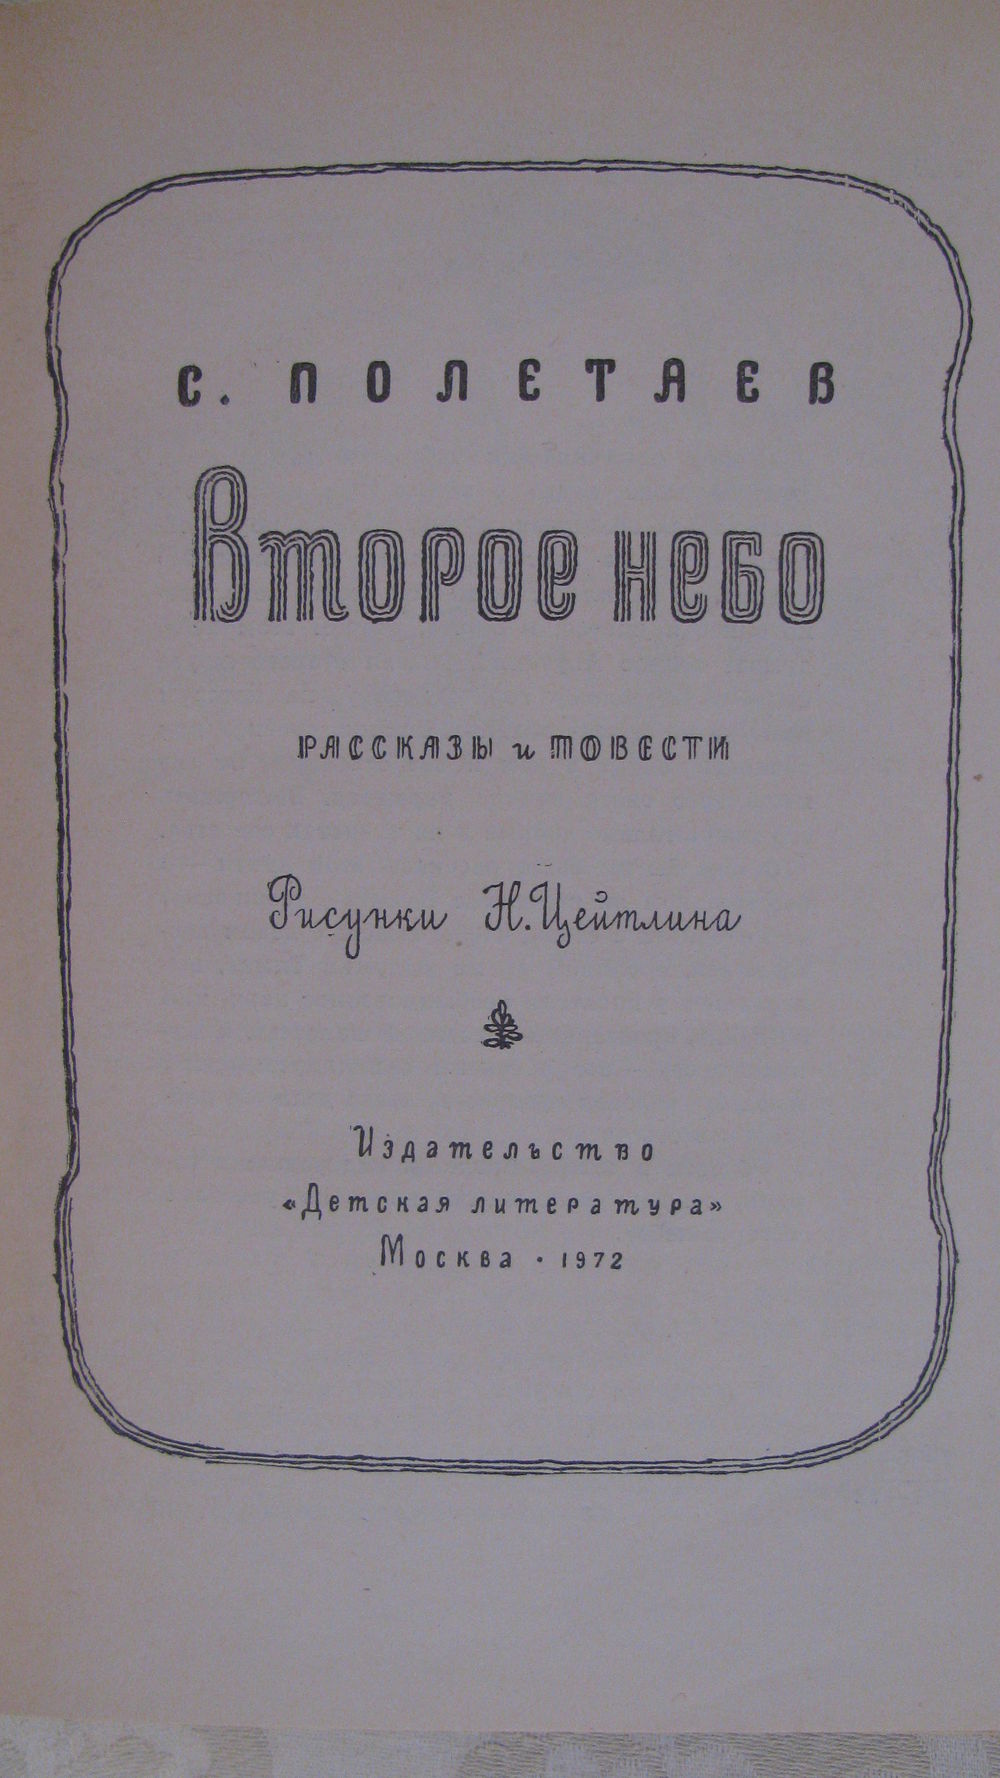 С. ПОЛЕТАЕВ
Второе небо
РАССКАЗЫ и ПОВЕСТИ
Рисунки Н. Цейтлина
Издательство
«Детская литература»
Москва · 1972